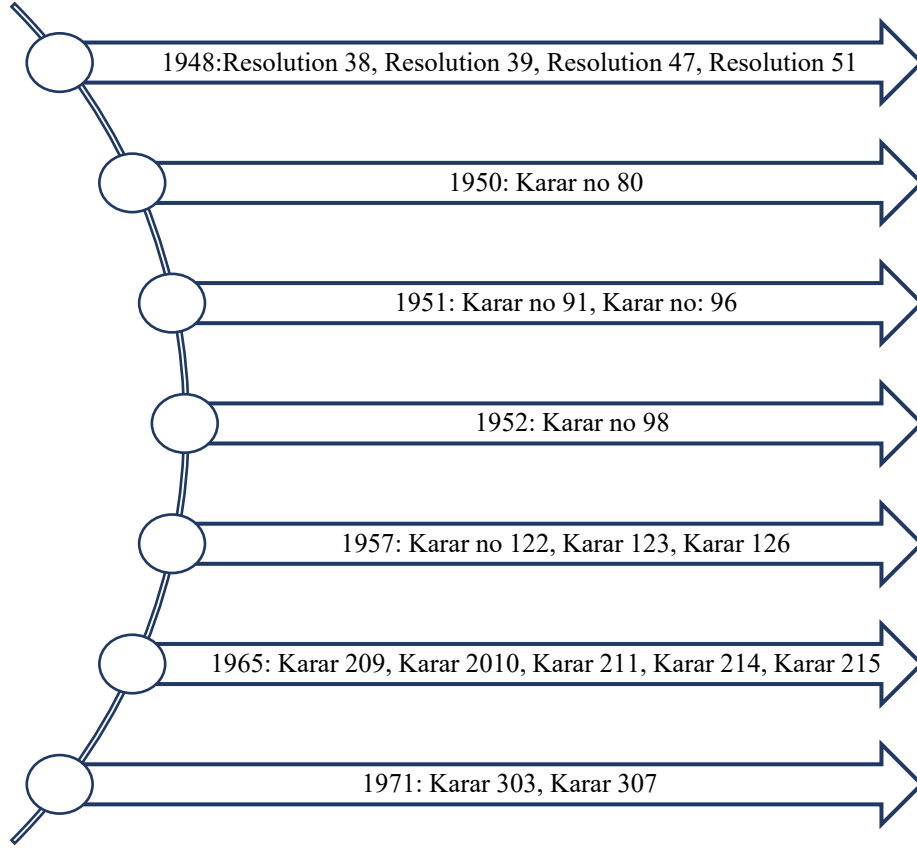 1948:Resolution 38, Resolution 39, Resolution 47, Resolution 51
1950: Karar no 80
1951: Karar no 91, Karar no: 96
1952: Karar no 98
1957: Karar no 122, Karar 123, Karar 126
1965: Karar 209, Karar 2010, Karar 211, Karar 214, Karar 215
1971: Karar 303, Karar 307